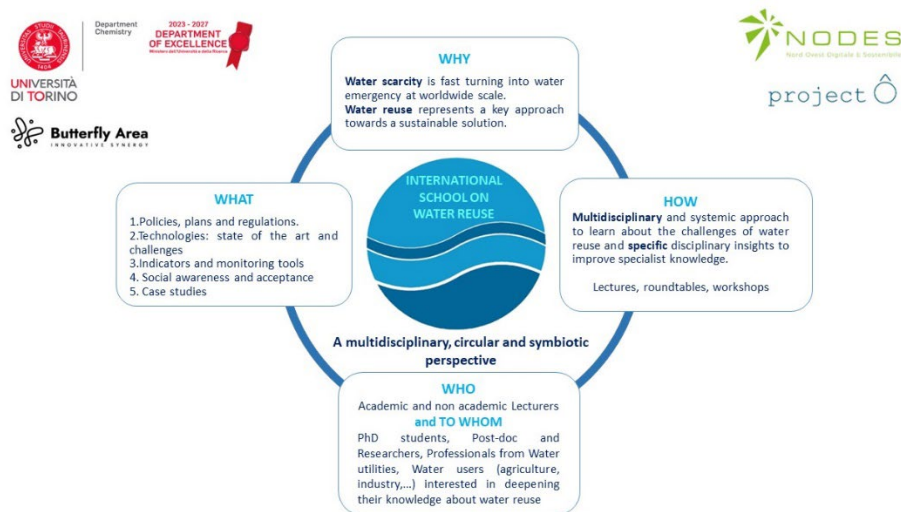 UNIVERSITÀ
DI TORINO
Department
Chemistry
2023 - 2027
DEPARTMENT
OF EXCELLENCE
Ministero dell'Università e della Ricerca
Butterfly Area
INNOVATIVE SYNERGY
NODES
Nord Ovest Digitale e Sostenibile
project Ô
WHY
Water scarcity is fast turning into water
emergency at worldwide scale.
Water reuse represents a key approach
towards a sustainable solution.
WHAT
1.Policies, plans and regulations.
2.Technologies: state of the art and
challenges
3.Indicators and monitoring tools
4. Social awareness and acceptance
5. Case studies
INTERNATIONAL
SCHOOL ON
WATER REUSE
HOW
Multidisciplinary and systemic approach
to learn about the challenges of water
reuse and specific disciplinary insights to
improve specialist knowledge.
Lectures, roundtables, workshops
A multidisciplinary, circular and symbiotic
perspective
WHO
Academic and non academic Lecturers
and TO WHOM
PhD students, Post-doc and
Researchers, Professionals from Water
utilities, Water users (agriculture,
industry,...) interested in deepening
their knowledge about water reuse